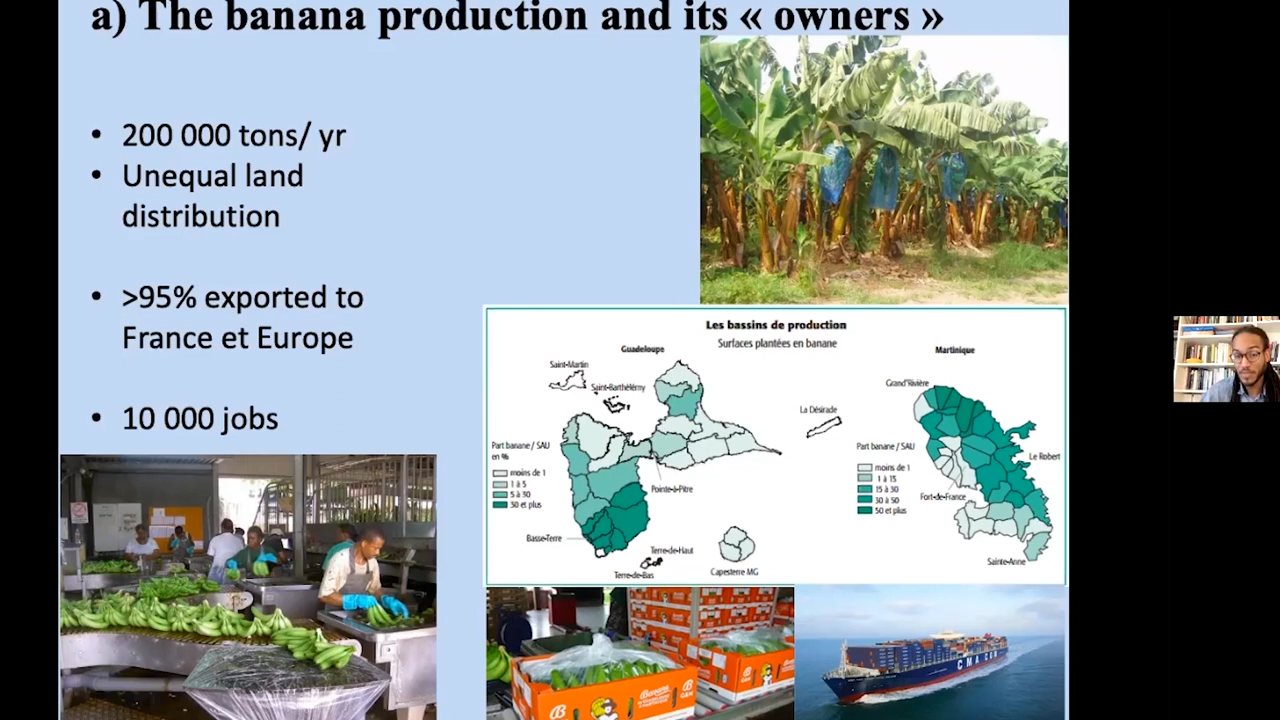 a) The banana production and its « owners »
• 200 000 tons/ yr
• Unequal land
distribution
• >95% exported to
France et Europe
• 10 000 jobs
Les bassins de production
Surfaces plantées en banane
Guadeloupe
Martinique
Saint-Martin
Saint-Barthélémy
La Désirade
Part banane / SAU
en %
moins de 1
1 à 5
5 à 30
30 et plus
Pointe-à-Pitre
Basse-Terre
Terre-de-Haut
Terre-de-Bas
Capesterre MG
Grand'Rivière
Part banane / SAU
moins de 1
1 à 15
15 à 30
30 à 50
50 et plus
Le Robert
Fort-de-France
Sainte-Anne
Banane
G&M
CMA CGM